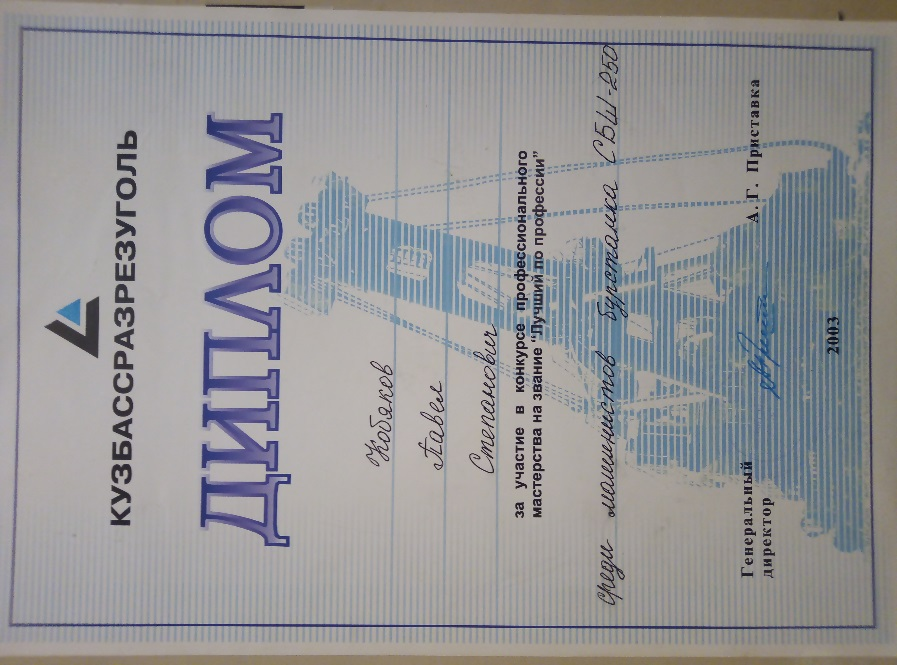 КУЗБАССРАЗРЕЗУГОЛЬ
ДИПЛОМ
Кобяков
Павел
Степанович
за участие в конкурсе профессионального
мастерства на звание "Лучший по профессии"
среди машинистов бурстанка СБШ-250
Генеральный
директор
А. Г. Приставка
2003